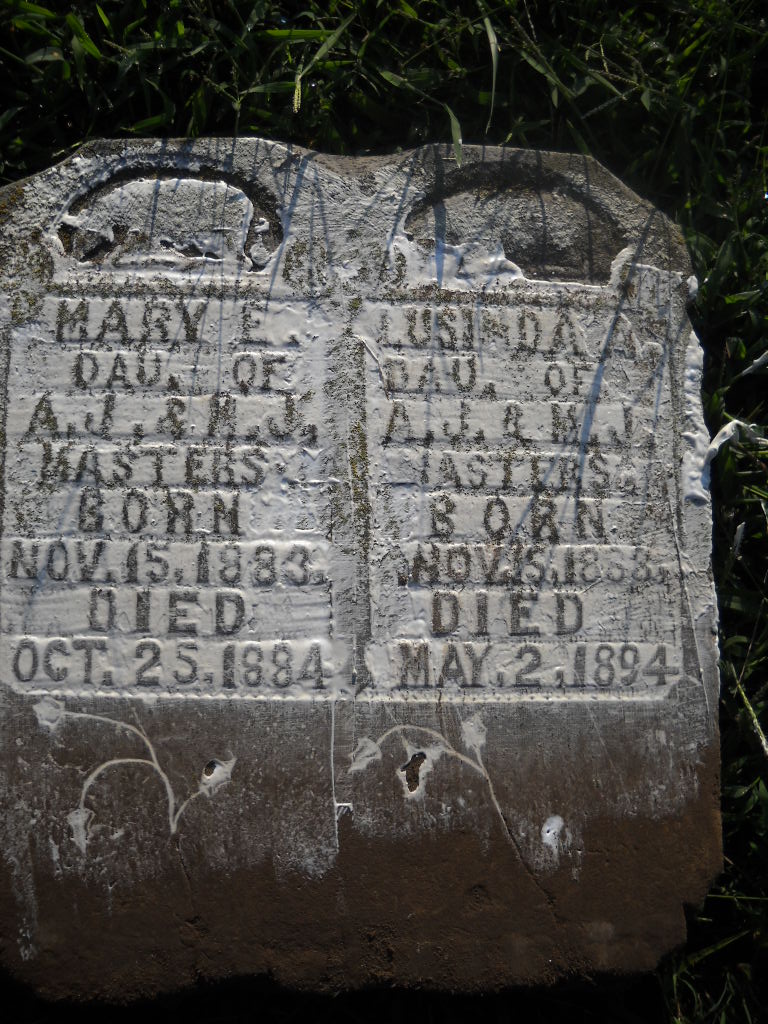 MARY E.
DAU. OF
A.J. & M.J.
MASTERS
BORN
NOV. 15. 1883.
DIED
OCT. 25. 1884
LUSINDA A.
DAU. OF
A.J. & M.J.
MASTERS.
BORN
NOV. 15.
DIED
MAY. 2. 1894